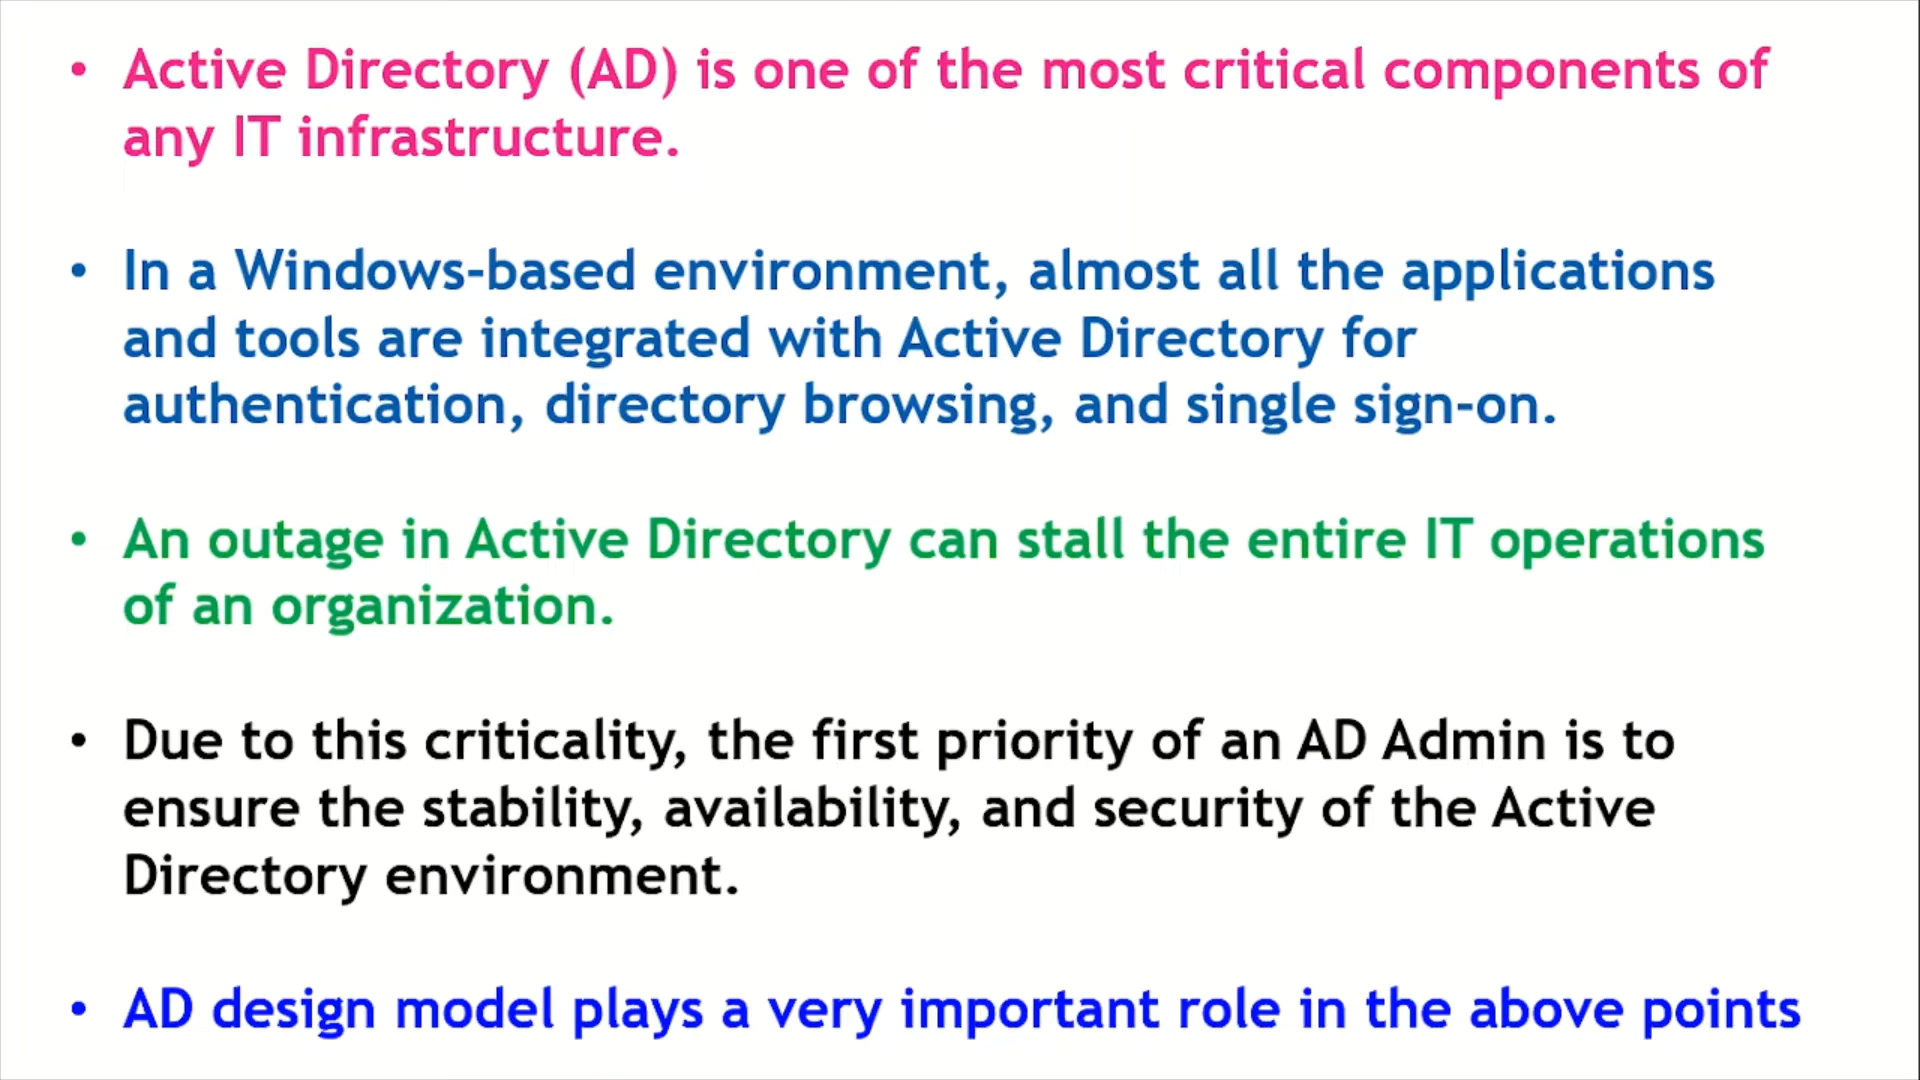 • Active Directory (AD) is one of the most critical components of
any IT infrastructure.
• In a Windows-based environment, almost all the applications
and tools are integrated with Active Directory for
authentication, directory browsing, and single sign-on.
• An outage in Active Directory can stall the entire IT operations
of an organization.
• Due to this criticality, the first priority of an AD Admin is to
ensure the stability, availability, and security of the Active
Directory environment.
• AD design model plays a very important role in the above points